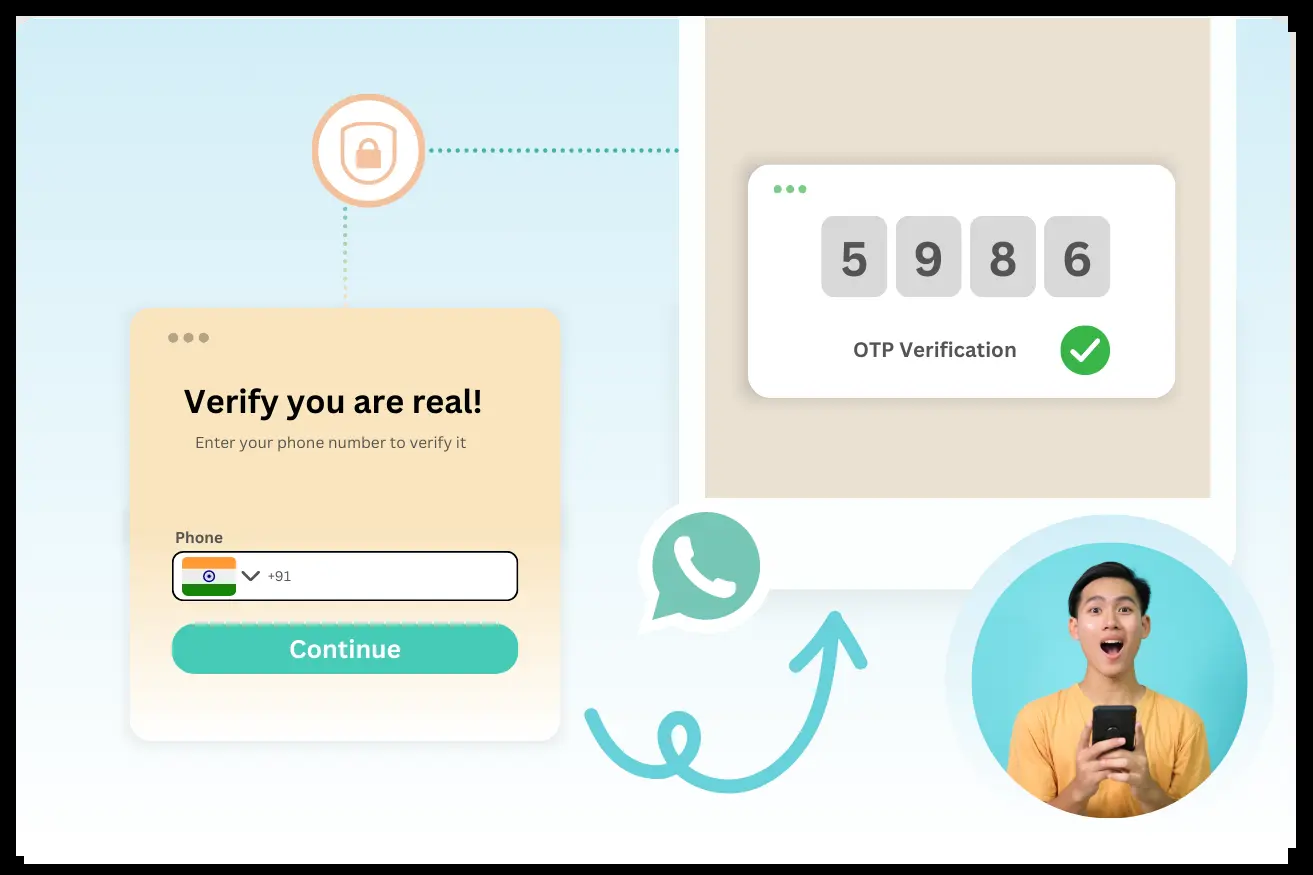 5 9 8 6
OTP Verification
Verify you are real!
Enter your phone number to verify it
Phone
+91
Continue